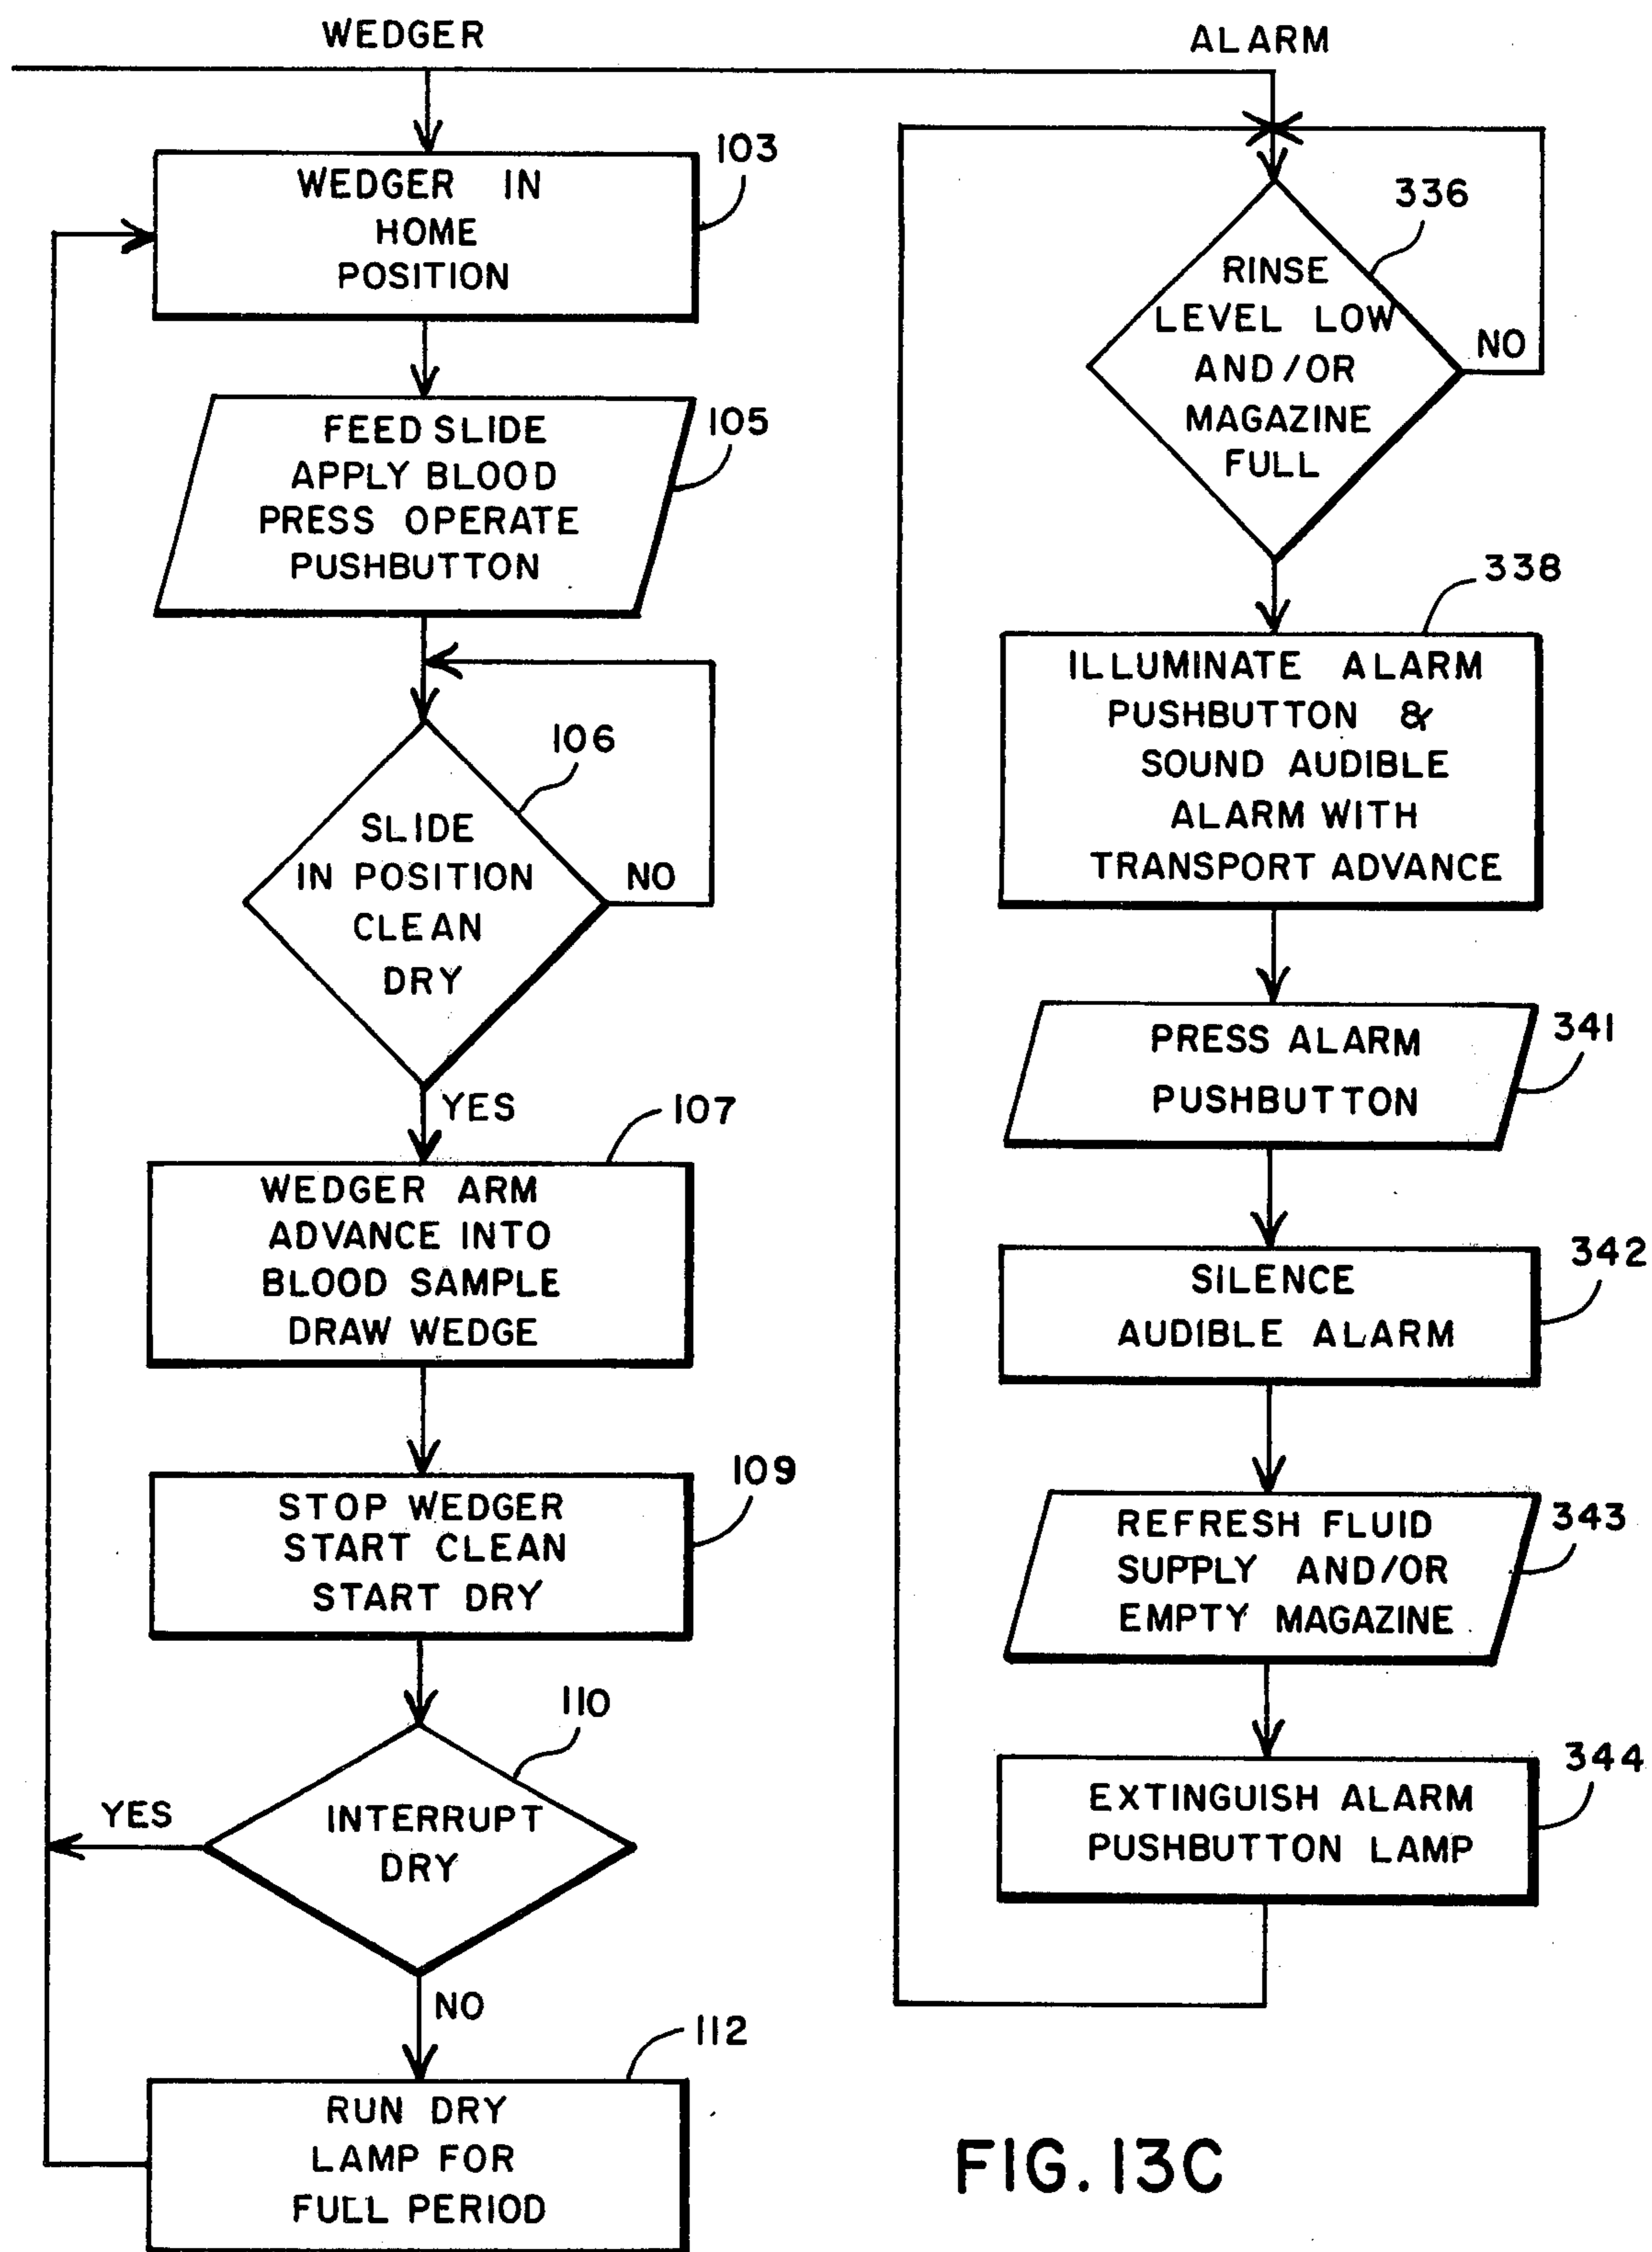 WEDGER
103
WEDGER IN
HOME
POSITION
105
FEED SLIDE
APPLY BLOOD
PRESS OPERATE
PUSHBUTTON
106
SLIDE
IN POSITION
CLEAN
DRY
NO
YES
107
WEDGER ARM
ADVANCE INTO
BLOOD SAMPLE
DRAW WEDGE
109
STOP WEDGER
START CLEAN
START DRY
110
INTERRUPT
DRY
YES
NO
112
RUN DRY
LAMP FOR
FULL PERIOD
ALARM
336
RINSE
LEVEL LOW
AND/OR
MAGAZINE
FULL
NO
338
ILLUMINATE ALARM
PUSHBUTTON &
SOUND AUDIBLE
ALARM WITH
TRANSPORT ADVANCE
341
PRESS ALARM
PUSHBUTTON
342
SILENCE
AUDIBLE ALARM
343
REFRESH FLUID
SUPPLY AND/OR
EMPTY MAGAZINE
344
EXTINGUISH ALARM
PUSHBUTTON LAMP
FIG. 13C